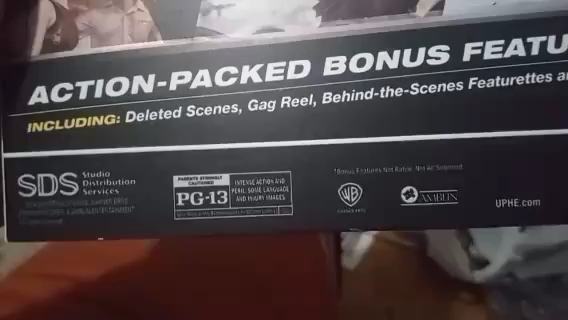 ACTION-PACKED BONUS FEATU
INCLUDING: Deleted Scenes, Gag Reel, Behind-the-Scenes Featurettes a
SDS Studio
Distribution
Services
PARENTS STRONGLY
CAUTIONED
PG-13
INTENSE ACTION AND
PERIL, SOME LANGUAGE
AND INJURY IMAGES
*Bonus Features Not Rated. Not All Subtitled.
WB
AMBLIN
UPHE.com